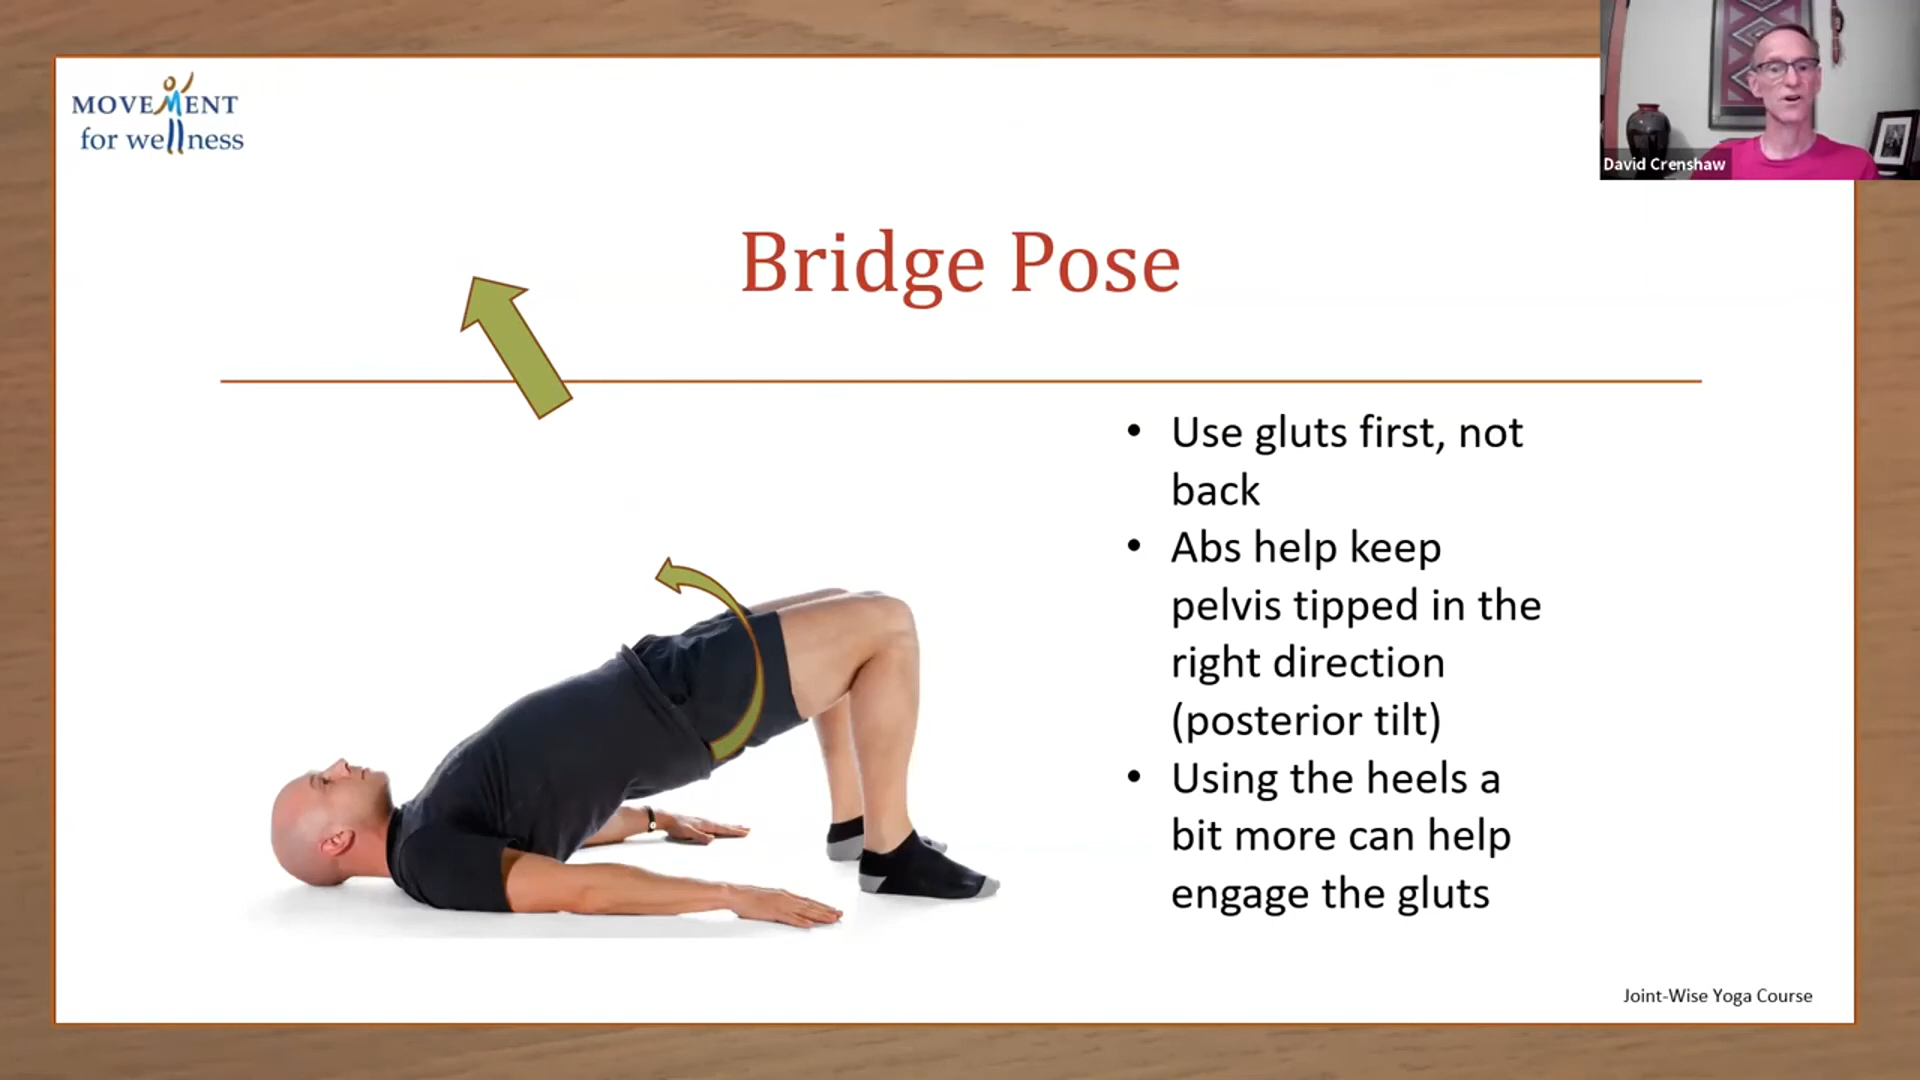 MOVEMENT
for wellness
David Crenshaw
Bridge Pose
• Use gluts first, not
back
• Abs help keep
pelvis tipped in the
right direction
(posterior tilt)
• Using the heels a
bit more can help
engage the gluts
Joint-Wise Yoga Course